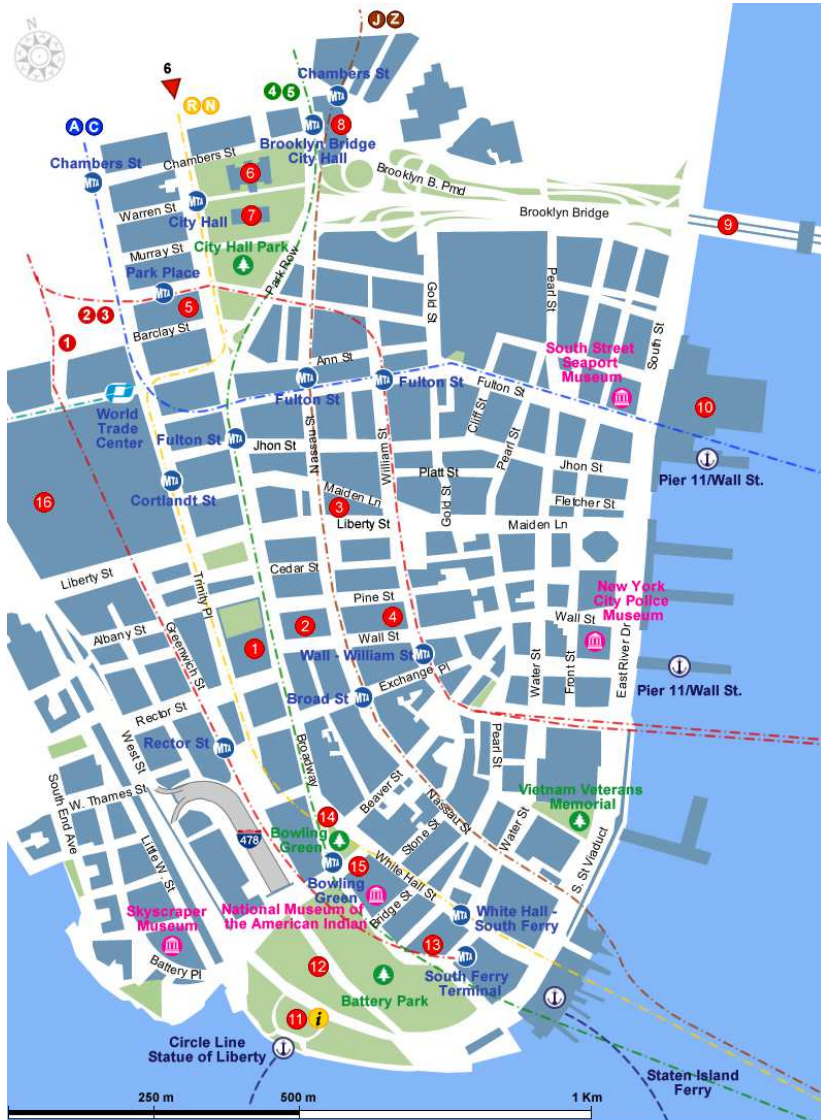 N
J Z
6
R N
4 5
A C
Chambers St
MTA
8
MTA
Brooklyn Bridge
City Hall
Chambers St
Chambers St
MTA
6
Brooklyn B. Pmd
Warren St
MTA
7
Brooklyn Bridge
9
City Hall
Murray St
City Hall Park
Park Row
Park Place
MTA
5
Gold St
Pearl St
South St
2 3
1
Barclay St
Ann St
South Street
Seaport
Museum
MTA
Fulton St
MTA
Fulton St
Fulton St
10
World
Trade
Center
Fulton St
MTA
Cliff St
Jhon St
Nassau St
William St
Pearl St
Jhon St
Platt St
Pier 11/Wall St.
MTA
Cortlandt St
16
Maiden Ln
3
Gold St
Fletcher St
Liberty St
Maiden Ln
Cedar St
Liberty St
Trinity Pl
Pine St
New York
City Police
Museum
Albany St
Greenwich St
1
2
4
Wall St
Wall St
Wall - William St
MTA
Exchange Pl
Water St
Front St
East River Dr
Pier 11/Wall St.
Broad St
MTA
Rector St
Rector St
MTA
West St
Broadway
Pearl St
W. Thames St
South End Ave
Beaver St
Nassau St
Vietnam Veterans
Memorial
14
Stone St
Water St
478
Bowling
Green
MTA
15
Little W. St
Bowling
Green
White Hall St
S. St Viaduct
National Museum of
the American Indian
Bridge St
MTA
White Hall -
South Ferry
Skyscraper
Museum
13
MTA
Battery Pl
12
South Ferry
Terminal
Battery Park
11
i
Circle Line
Statue of Liberty
Staten Island
Ferry
250 m
500 m
1 Km